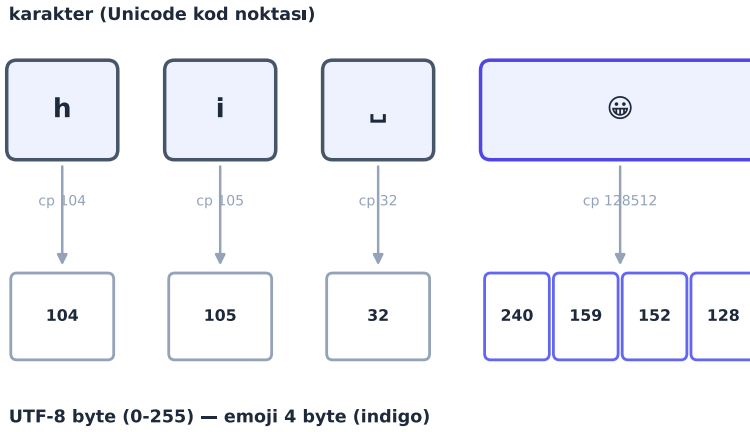 karakter (Unicode kod noktası)
h i ␣ 😀
cp 104 cp 105 cp 32 cp 128512
104 105 32 240 159 152 128
UTF-8 byte (0-255) — emoji 4 byte (indigo)